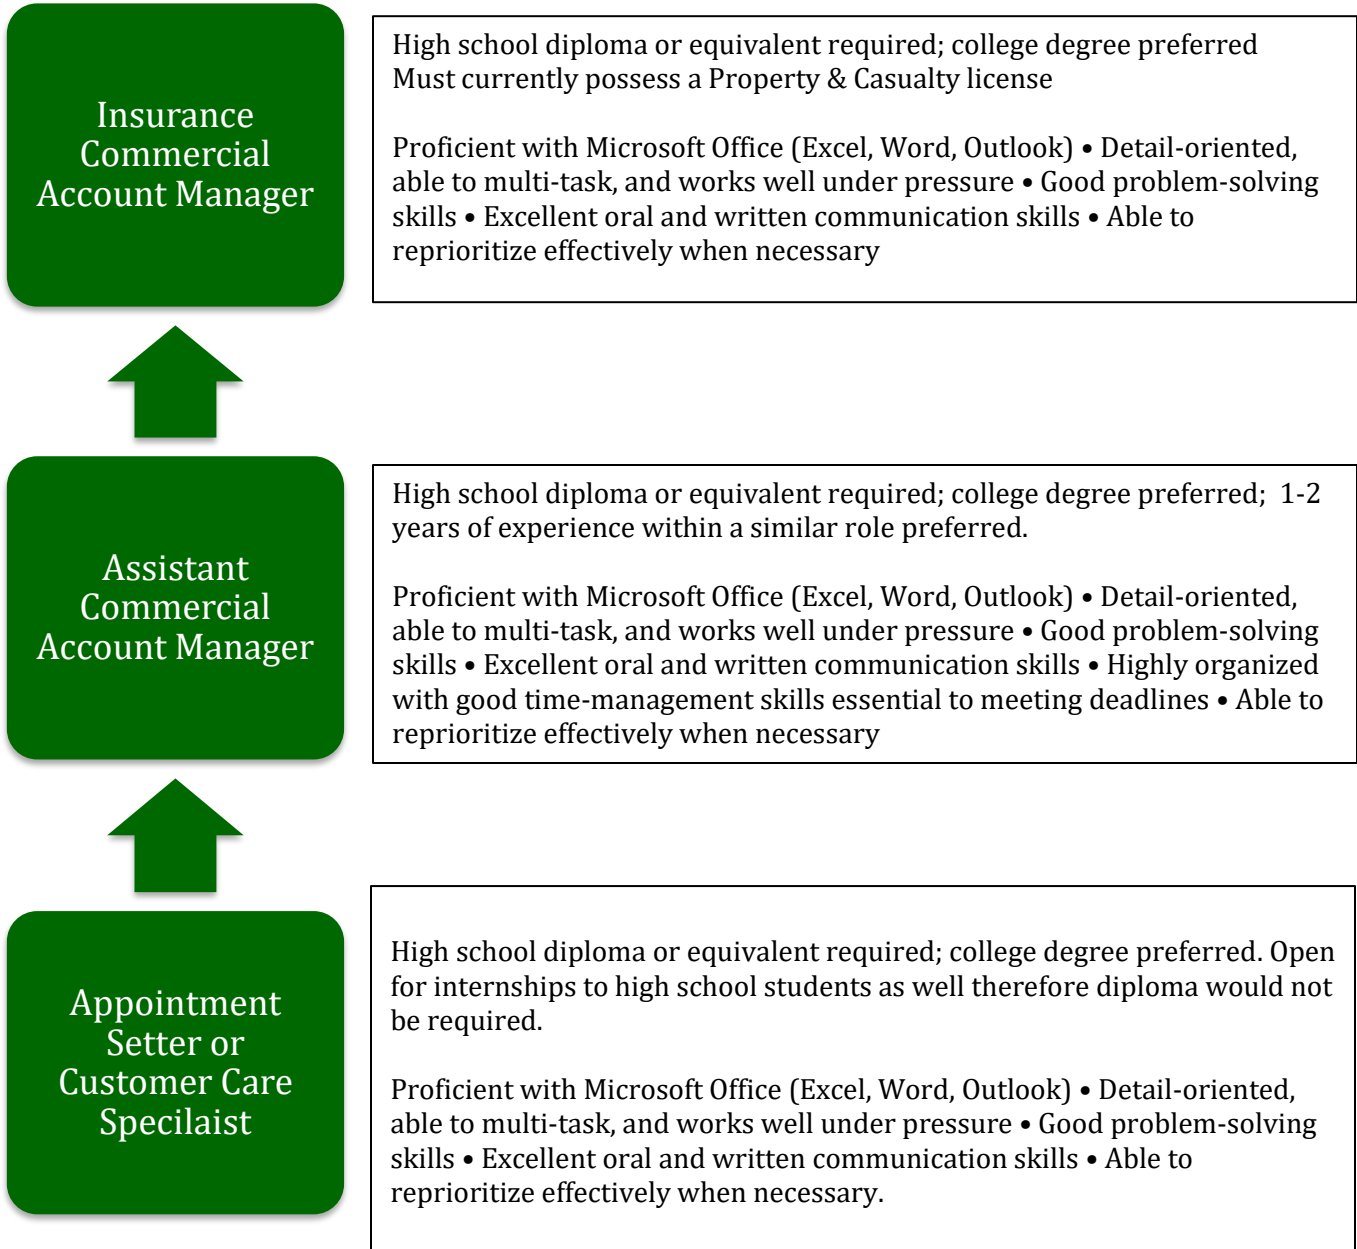 Insurance
Commercial
Account Manager
High school diploma or equivalent required; college degree preferred
Must currently possess a Property & Casualty license
Proficient with Microsoft Office (Excel, Word, Outlook) • Detail-oriented,
able to multi-task, and works well under pressure • Good problem-solving
skills • Excellent oral and written communication skills • Able to
reprioritize effectively when necessary
Assistant
Commercial
Account Manager
High school diploma or equivalent required; college degree preferred;  1-2
years of experience within a similar role preferred.
Proficient with Microsoft Office (Excel, Word, Outlook) • Detail-oriented,
able to multi-task, and works well under pressure • Good problem-solving
skills • Excellent oral and written communication skills • Highly organized
with good time-management skills essential to meeting deadlines • Able to
reprioritize effectively when necessary
Appointment
Setter or
Customer Care
Specilaist
High school diploma or equivalent required; college degree preferred. Open
for internships to high school students as well therefore diploma would not
be required.
Proficient with Microsoft Office (Excel, Word, Outlook) • Detail-oriented,
able to multi-task, and works well under pressure • Good problem-solving
skills • Excellent oral and written communication skills • Able to
reprioritize effectively when necessary.